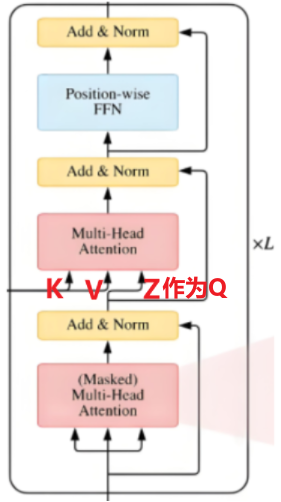 Add & Norm
Position-wise
FFN
Add & Norm
Multi-Head
Attention
×L
K V Z作为Q
Add & Norm
(Masked)
Multi-Head
Attention